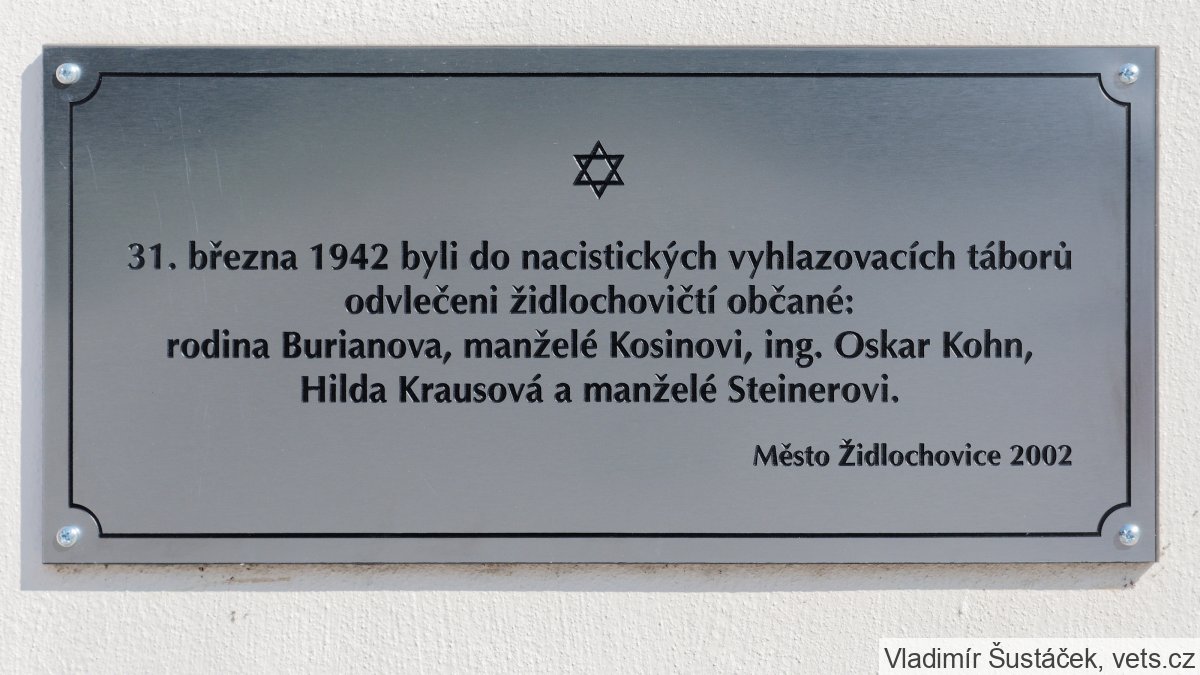 31. března 1942 byli do nacistických vyhlazovacích táborů
odvlečeni židlochovičtí občané:
rodina Burianova, manželé Kosinovi, ing. Oskar Kohn,
Hilda Krausová a manželé Steinerovi.
Město Židlochovice 2002
Vladimír Šustáček, vets.cz